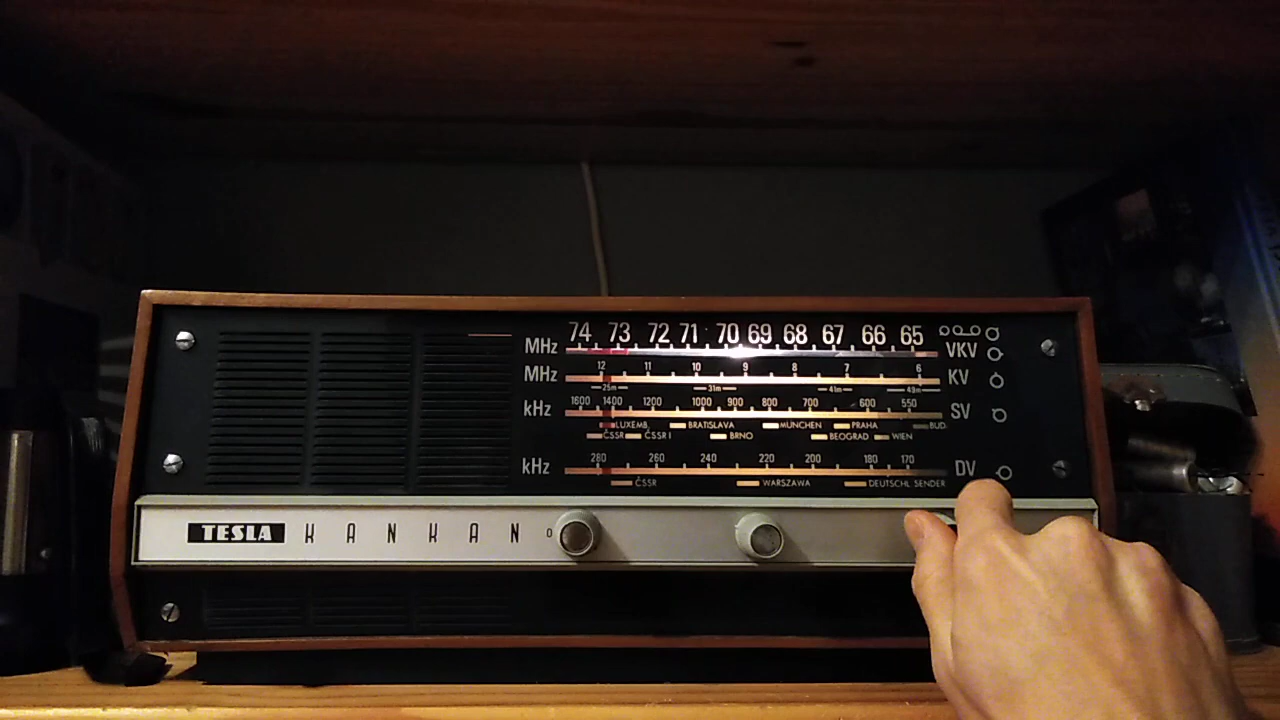 74 73 72 71 70 69 68 67 66 65
MHz VKV
12 11 10 9 8 7 6
MHz KV
25m 31m 41m 49m
1600 1400 1200 1000 900 800 700 600 550
kHz SV
LUXEMB. BRATISLAVA MÜNCHEN PRAHA BUD.
ČSSR ČSSR I BRNO BEOGRAD WIEN
280 260 240 220 200 180 170
kHz DV
ČSSR WARSZAWA DEUTSCHL SENDER
TESLA KANKAN 0